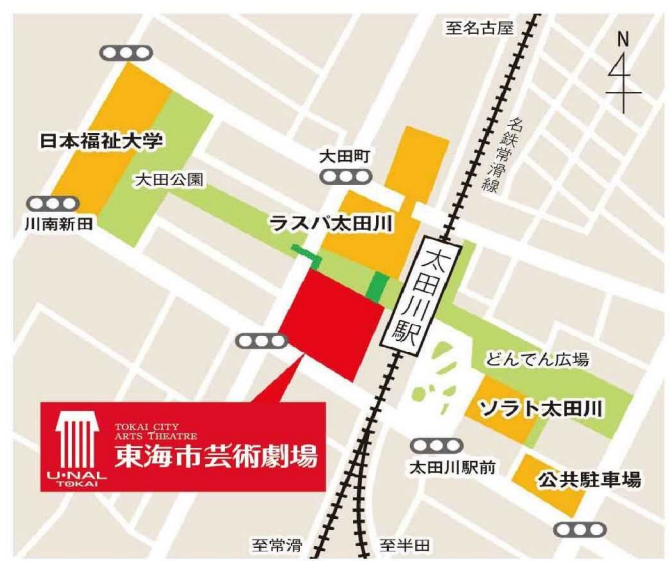 至名古屋
N
名鉄常滑線
日本福祉大学
大田町
大田公園
川南新田
ラスパ太田川
太田川駅
どんでん広場
ソラト太田川
TOKAI CITY
ARTS THEATRE
東海市芸術劇場
U・NAL
TOKAI
太田川駅前
公共駐車場
至常滑
至半田